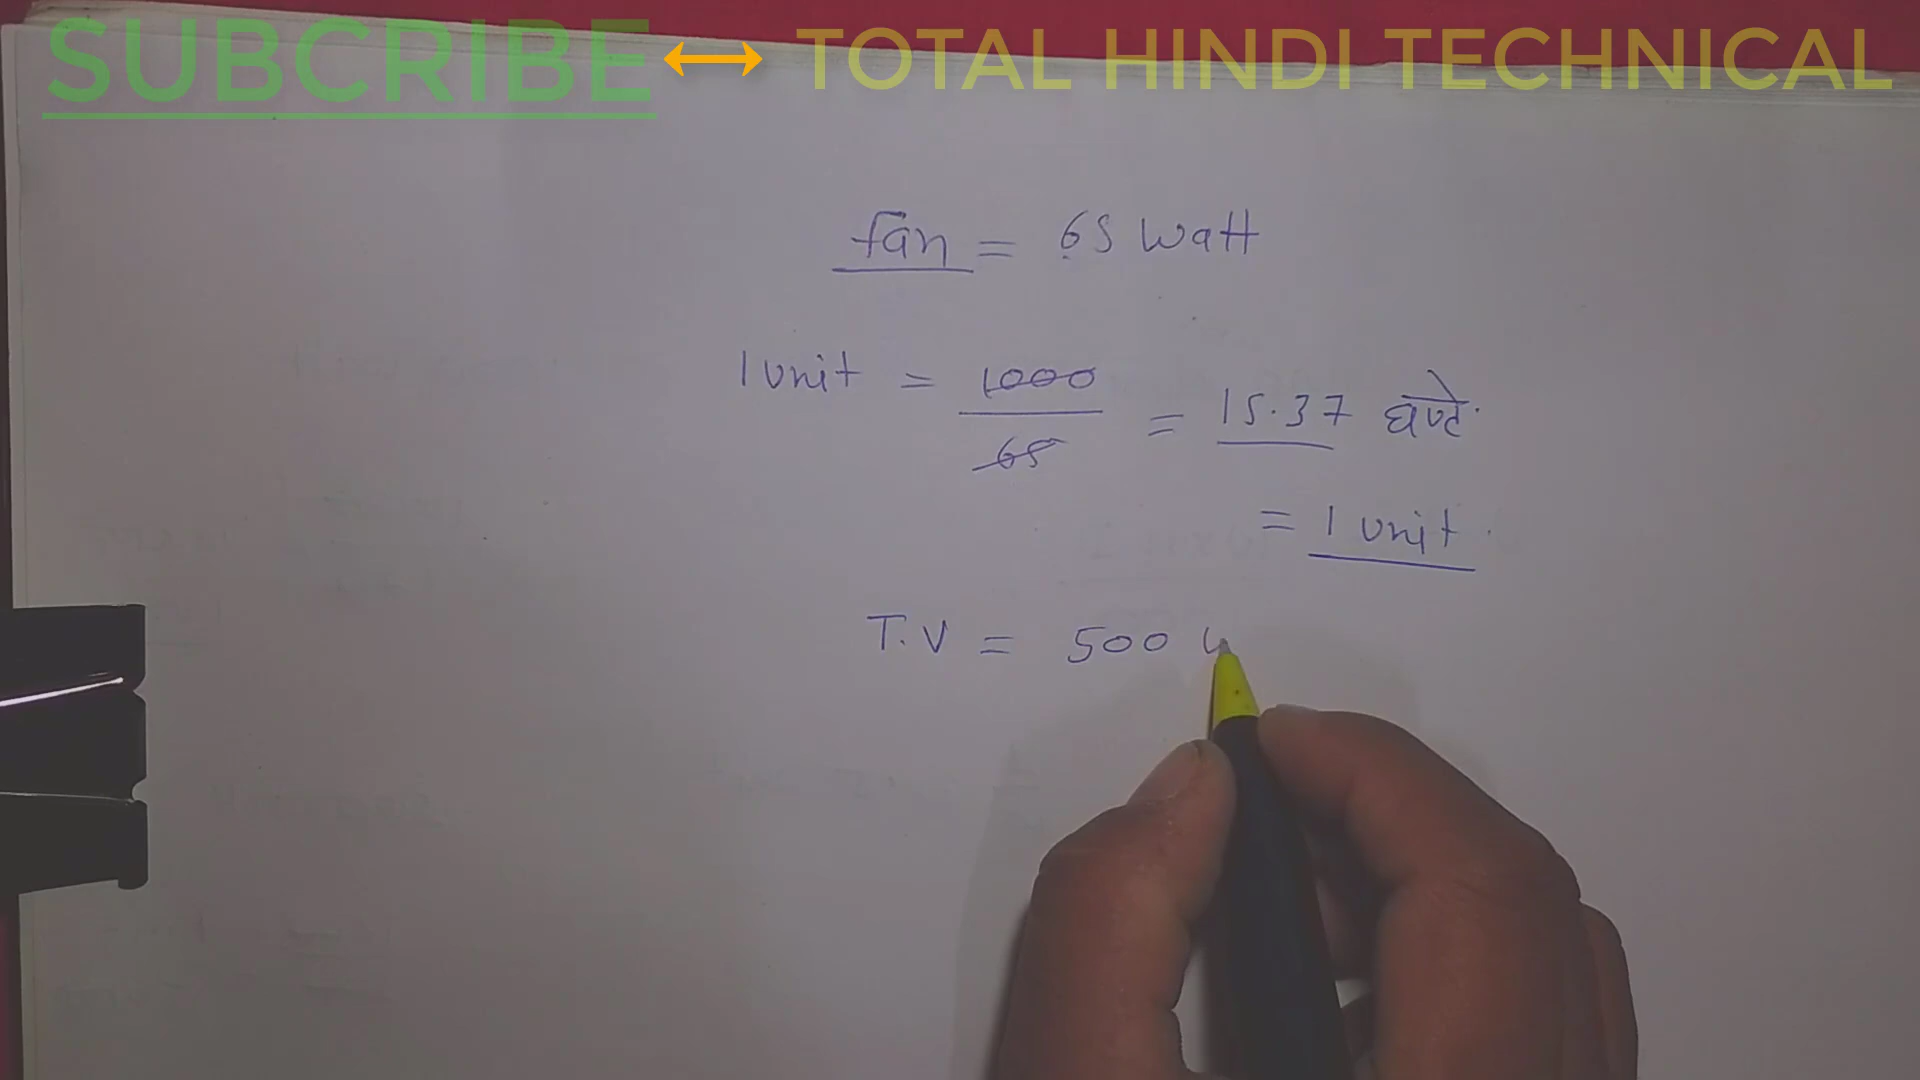 SUBCRIBE ↔ TOTAL HINDI TECHNICAL
fan = 65 Watt
1 unit = 1000 / 65 = 15.37 घण्टे.
= 1 unit.
T.V = 500 W